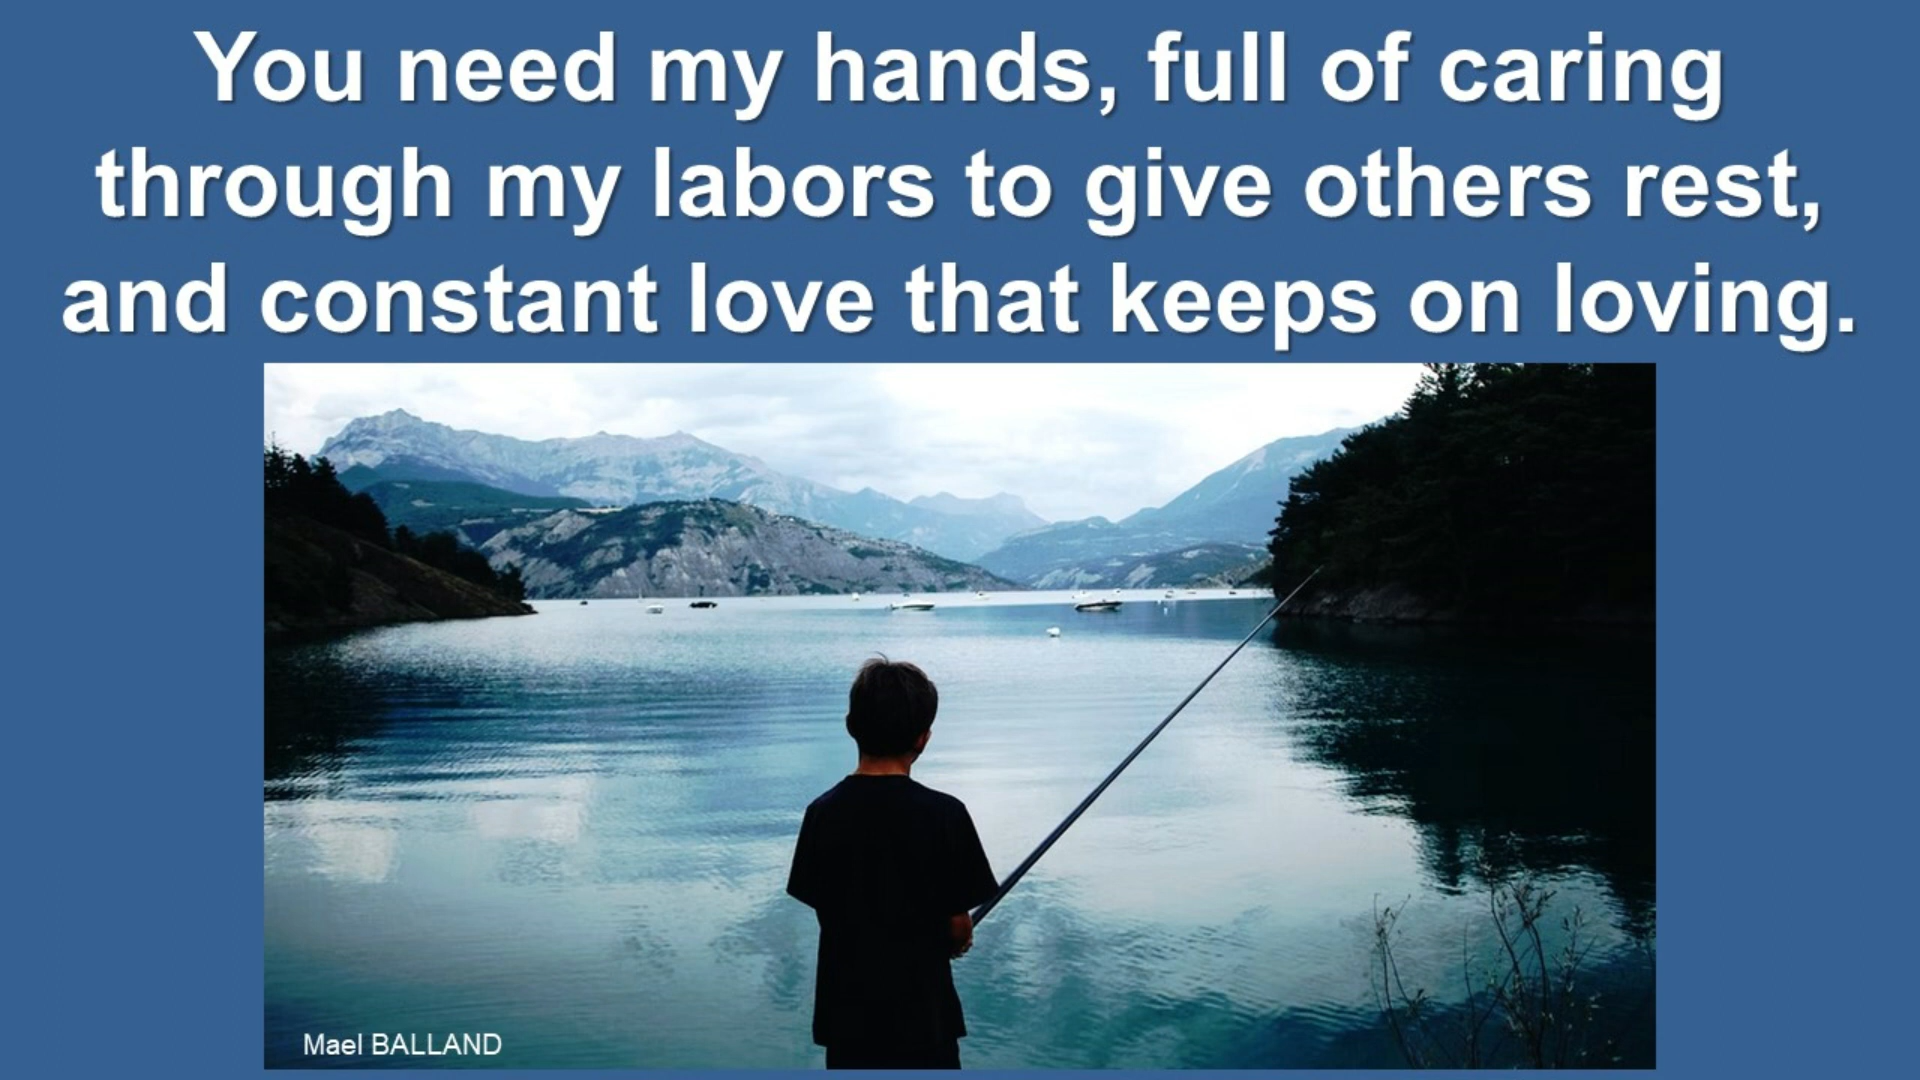 You need my hands, full of caring
through my labors to give others rest,
and constant love that keeps on loving.
Mael BALLAND